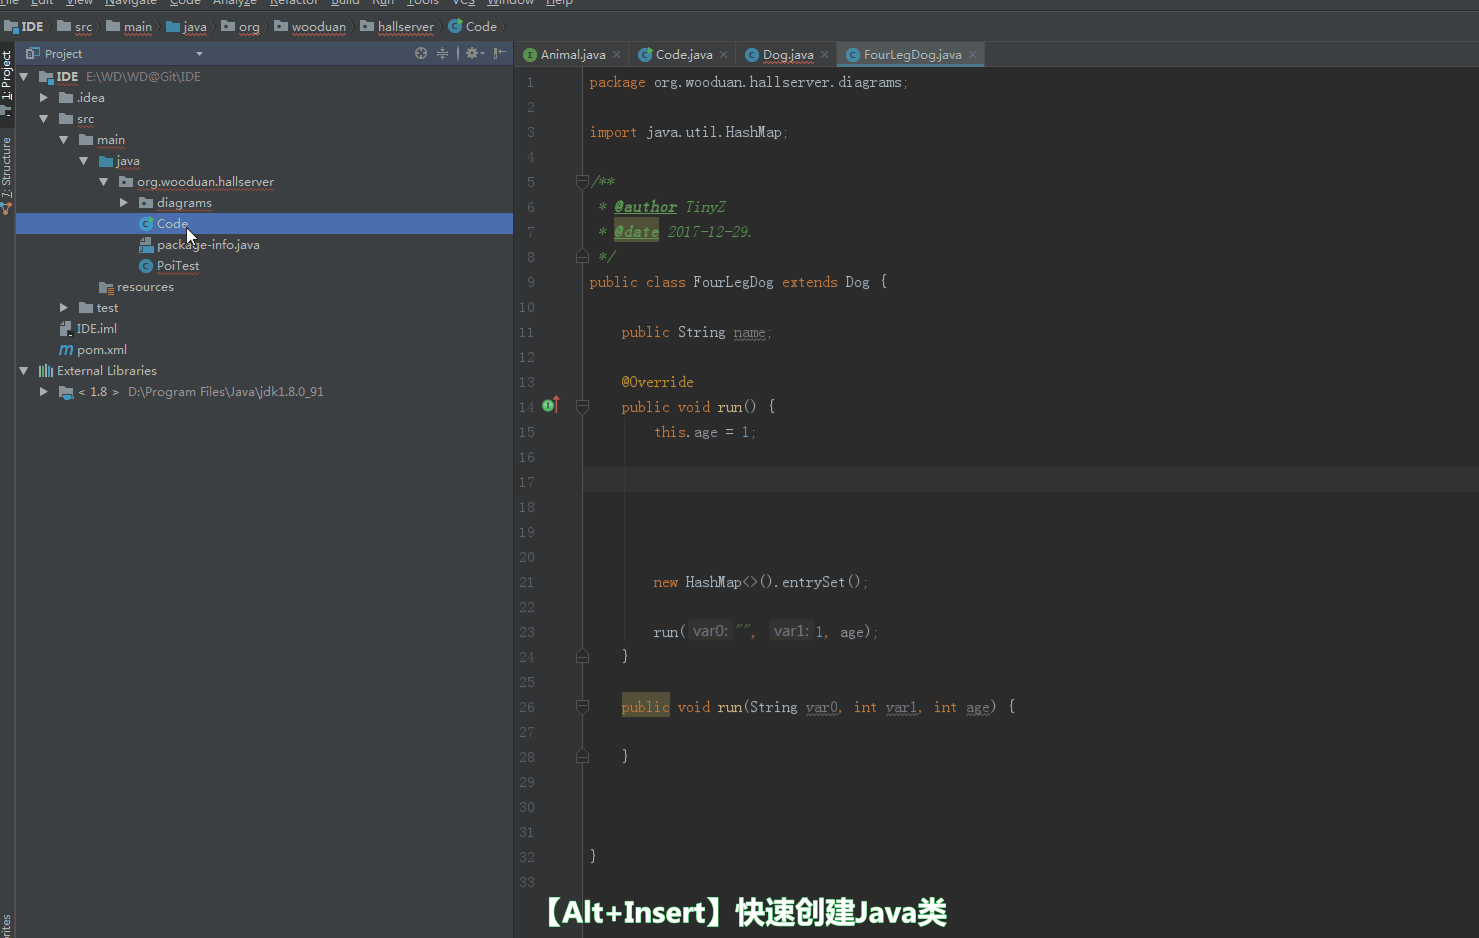 File Edit View Navigate Code Analyze Refactor Build Run Tools VCS Window Help
IDE src main java org wooduan hallserver Code
Project
Animal.java Code.java Dog.java FourLegDog.java
1: Project
7: Structure
IDE E:\WD\WD@Git\IDE
.idea
src
main
java
org.wooduan.hallserver
diagrams
Code
package-info.java
PoiTest
resources
test
IDE.iml
pom.xml
External Libraries
< 1.8 > D:\Program Files\Java\jdk1.8.0_91
1 package org.wooduan.hallserver.diagrams;
2
3 import java.util.HashMap;
4
5 /**
6 * @author TinyZ
7 * @date 2017-12-29.
8 */
9 public class FourLegDog extends Dog {
10
11 public String name;
12
13 @Override
14 public void run() {
15 this.age = 1;
16
17
18
19
20
21 new HashMap<>().entrySet();
22
23 run( var0: "", var1: 1, age);
24 }
25
26 public void run(String var0, int var1, int age) {
27
28 }
29
30
31
32 }
33
【Alt+Insert】快速创建Java类